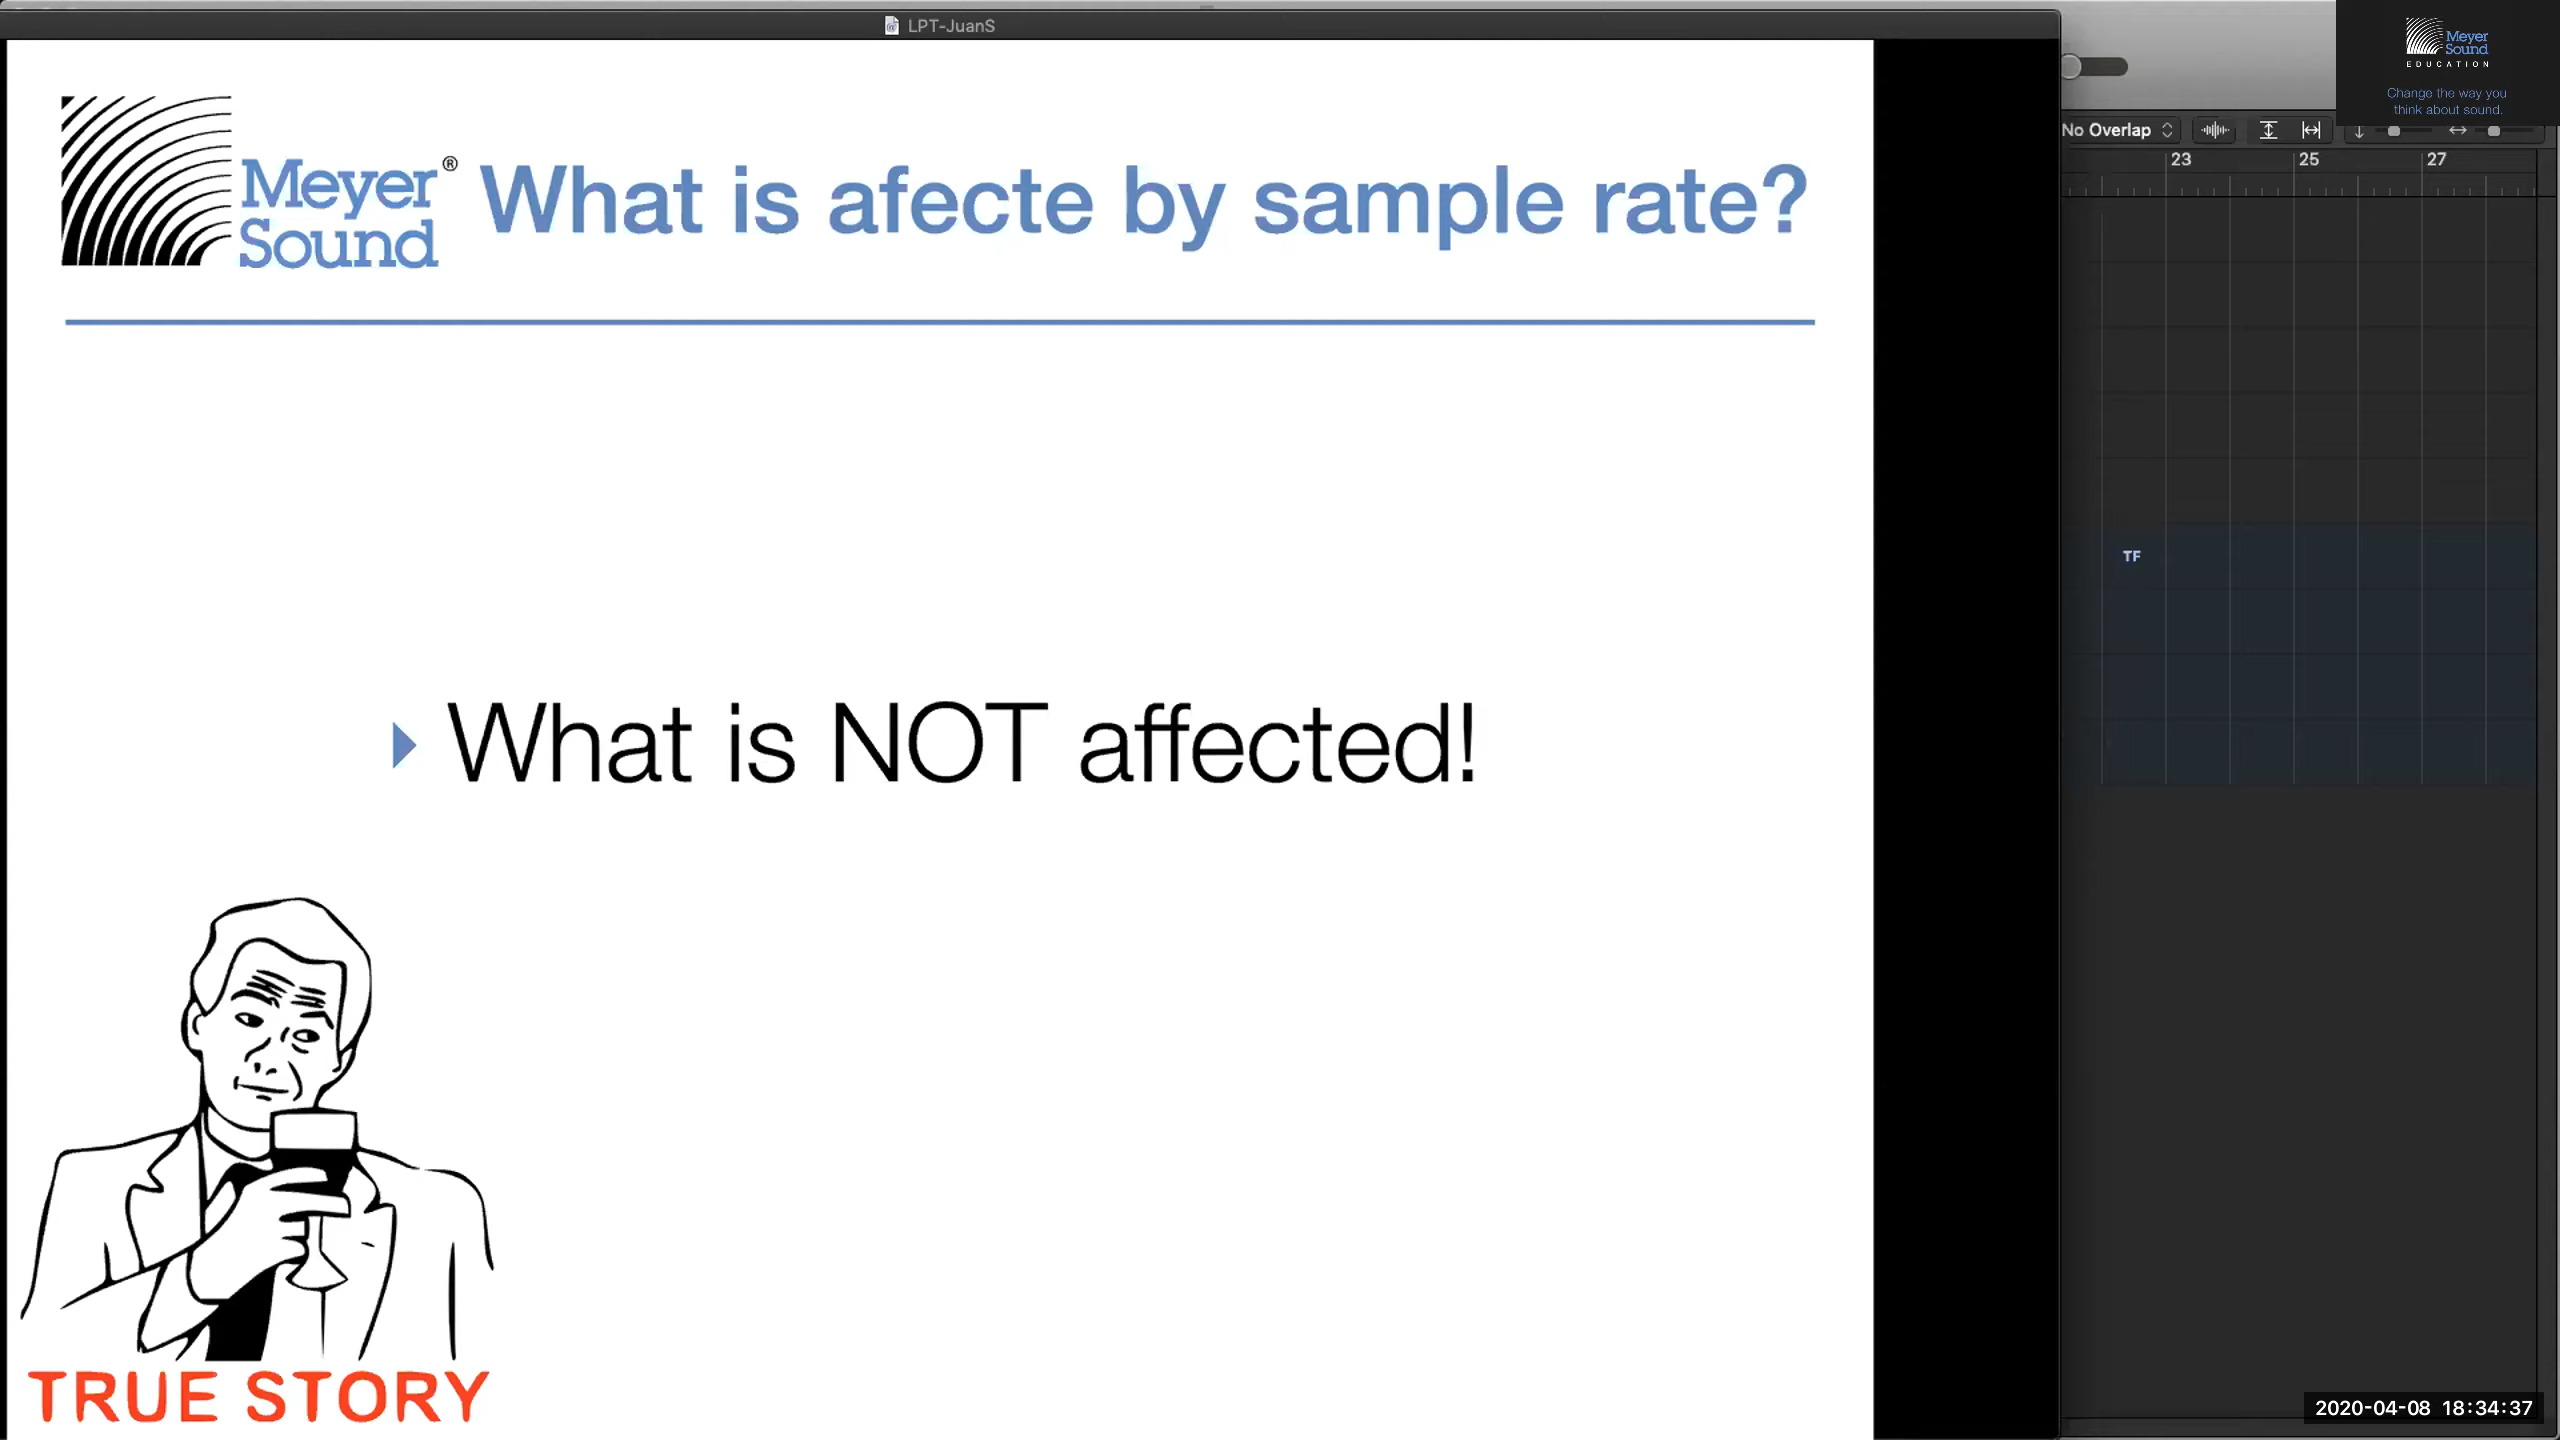 LPT-JuanS
Meyer
Sound
EDUCATION
Change the way you
think about sound.
Meyer®
Sound
What is afecte by sample rate?
No Overlap
23
25
27
TF
What is NOT affected!
TRUE STORY
2020-04-08 18:34:37